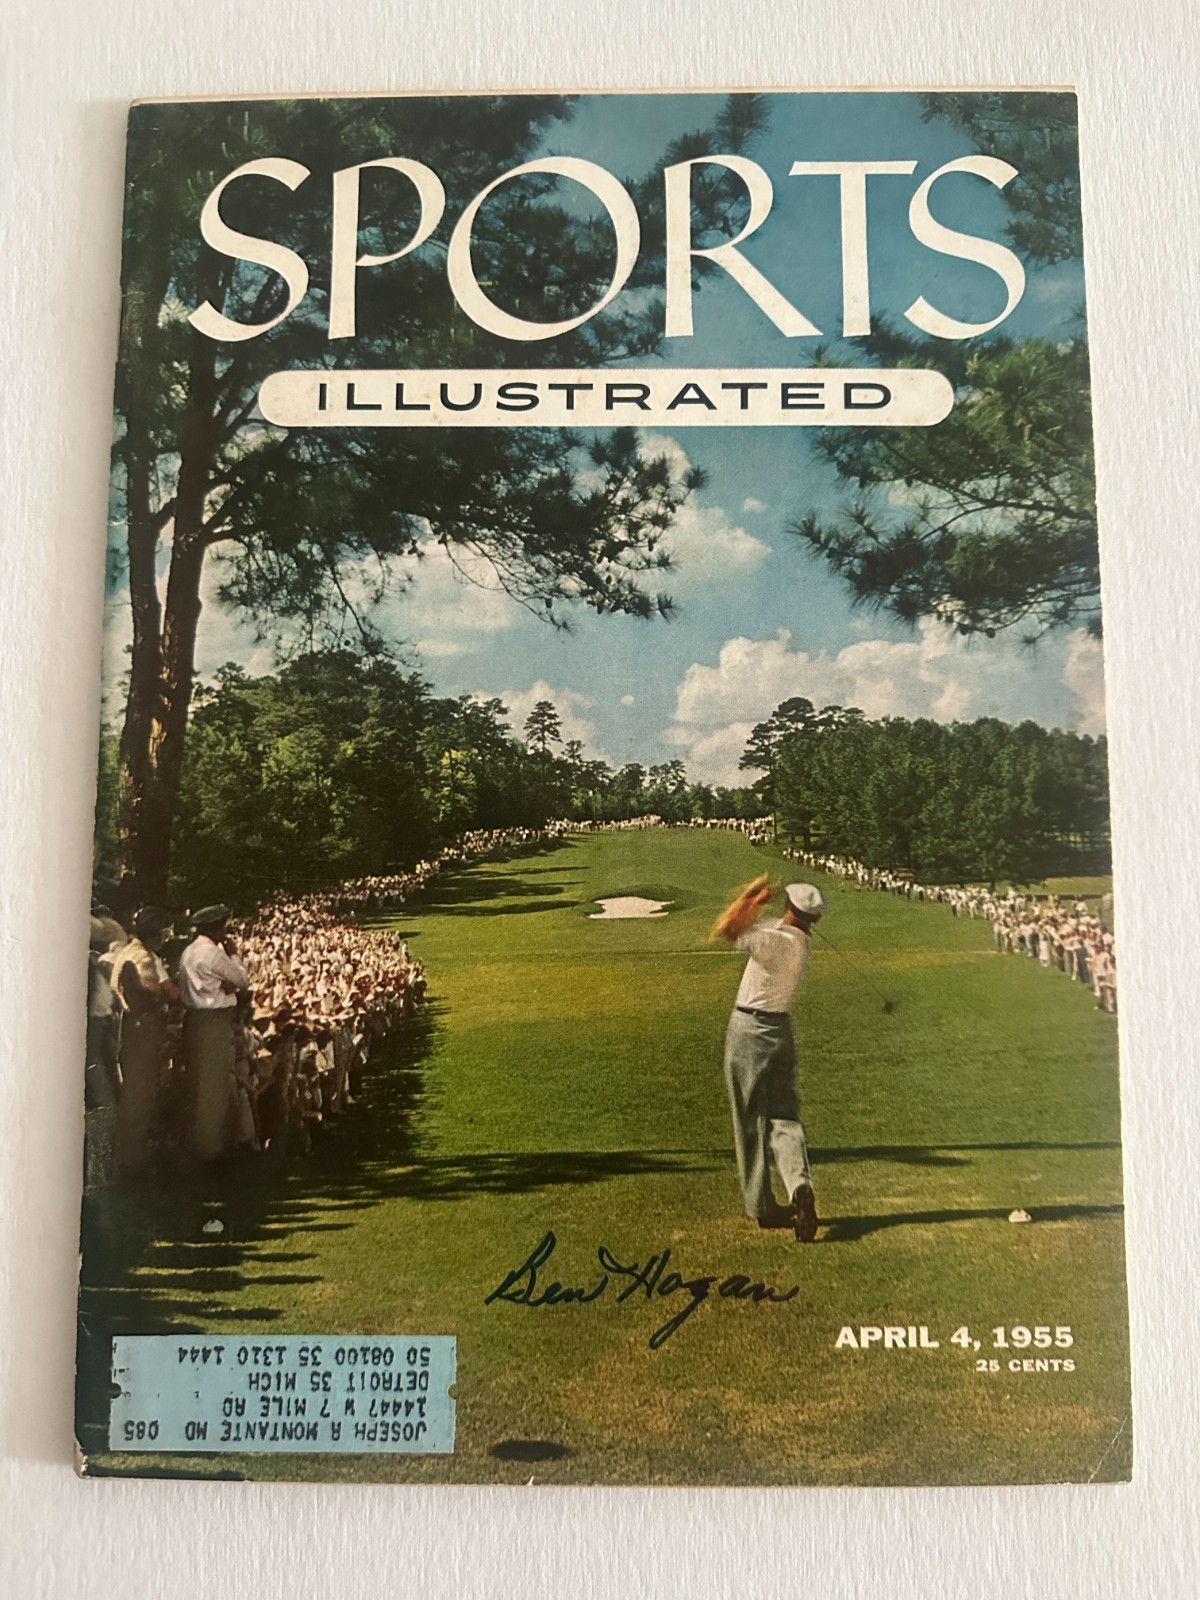 SPORTS
ILLUSTRATED
Ben Hogan
APRIL 4, 1955
25 CENTS
JOSEPH A MONTANTE MD 085
14447 W 7 MILE RD
DETROIT 35 MICH
50 08100 35 1310 1444